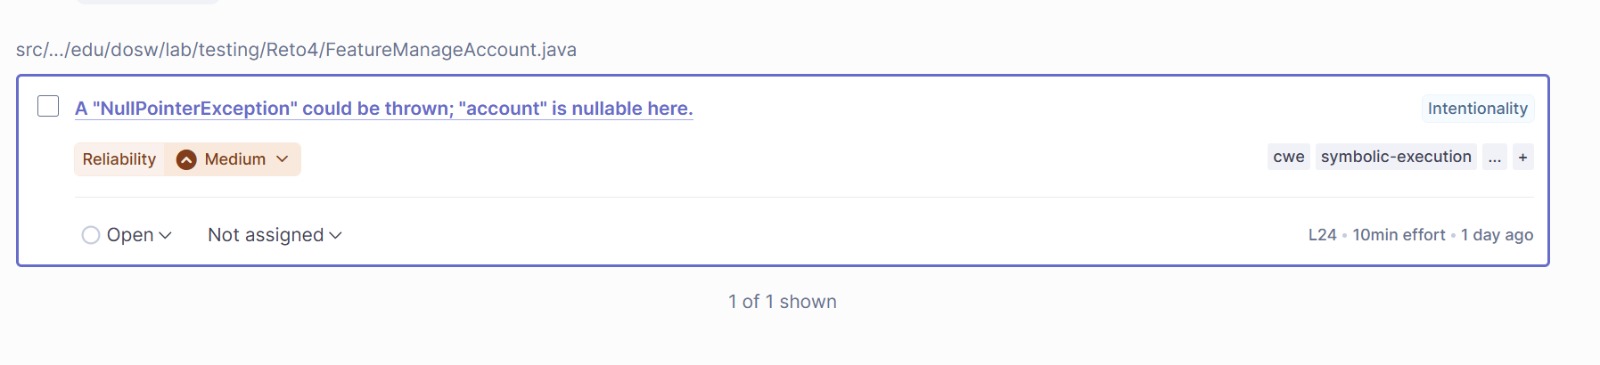 src/.../edu/dosw/lab/testing/Reto4/FeatureManageAccount.java
A "NullPointerException" could be thrown; "account" is nullable here.
Intentionality
Reliability Medium
cwe symbolic-execution ... +
Open Not assigned
L24 • 10min effort • 1 day ago
1 of 1 shown